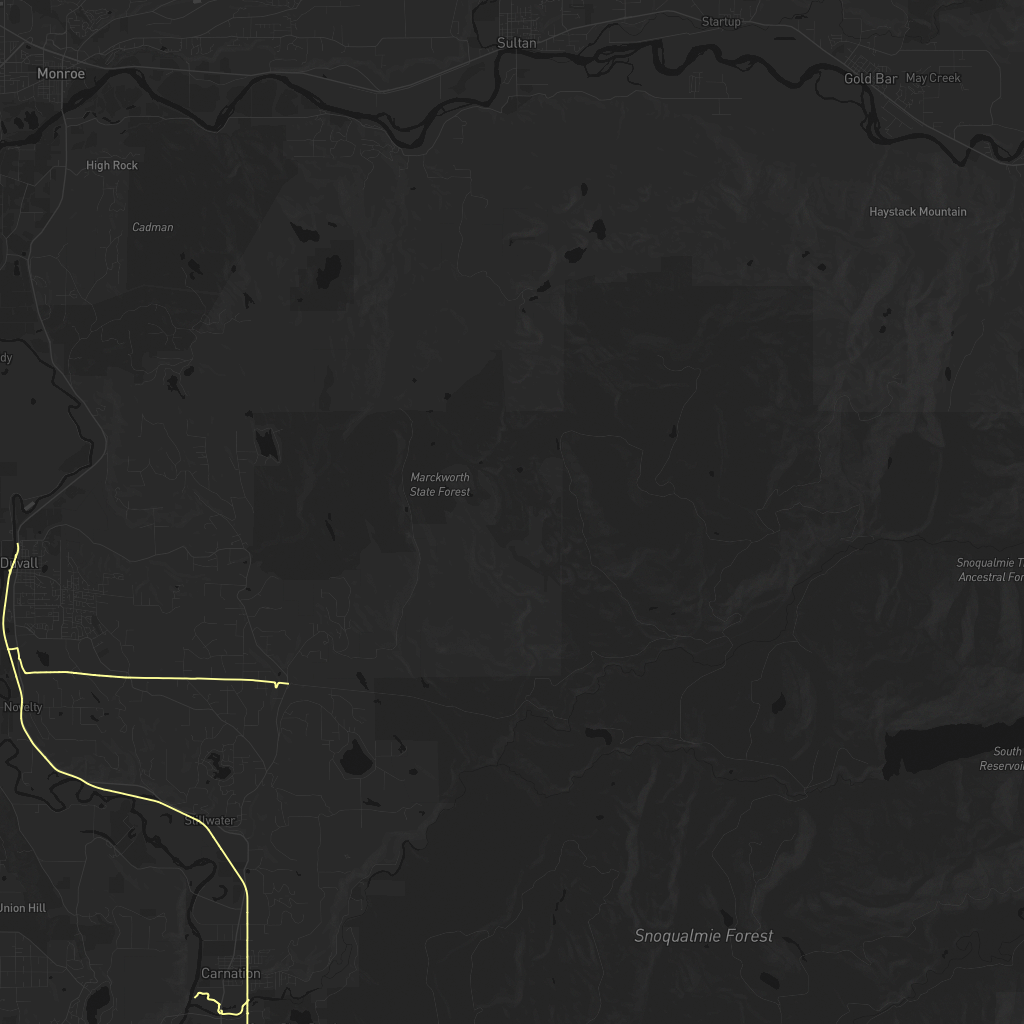 Startup
Sultan
Monroe
Gold Bar
May Creek
High Rock
Haystack Mountain
Cadman
dy
Marckworth
State Forest
Duvall
Snoqualmie T
Ancestral For
Novelty
South
Reservoi
Stillwater
Union Hill
Snoqualmie Forest
Carnation